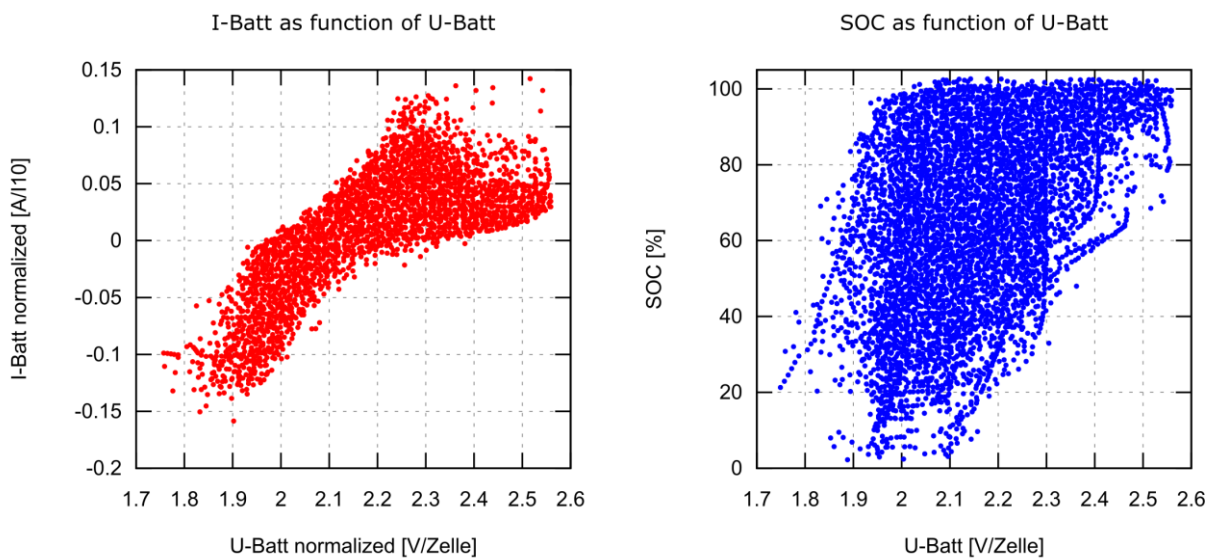 I-Batt as function of U-Batt
0.15
0.1
0.05
0
-0.05
-0.1
-0.15
-0.2
I-Batt normalized [A/I10]
1.7 1.8 1.9 2 2.1 2.2 2.3 2.4 2.5 2.6
U-Batt normalized [V/Zelle]
SOC as function of U-Batt
100
80
60
40
20
0
SOC [%]
1.7 1.8 1.9 2 2.1 2.2 2.3 2.4 2.5 2.6
U-Batt [V/Zelle]